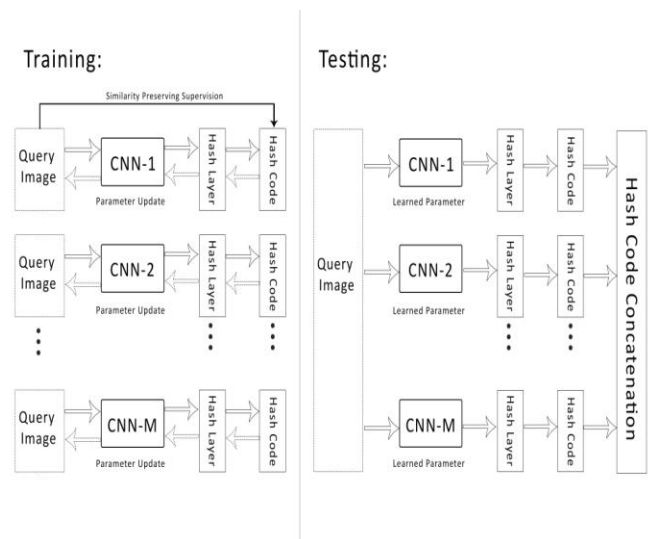 Training:
Similarity Preserving Supervision
Query
Image
CNN-1
Parameter Update
Hash Layer
Hash Code
Query
Image
CNN-2
Parameter Update
Hash Layer
Hash Code
Query
Image
CNN-M
Parameter Update
Hash Layer
Hash Code
Testing:
Query
Image
CNN-1
Learned Parameter
Hash Layer
Hash Code
CNN-2
Learned Parameter
Hash Layer
Hash Code
CNN-M
Learned Parameter
Hash Layer
Hash Code
Hash Code Concatenation